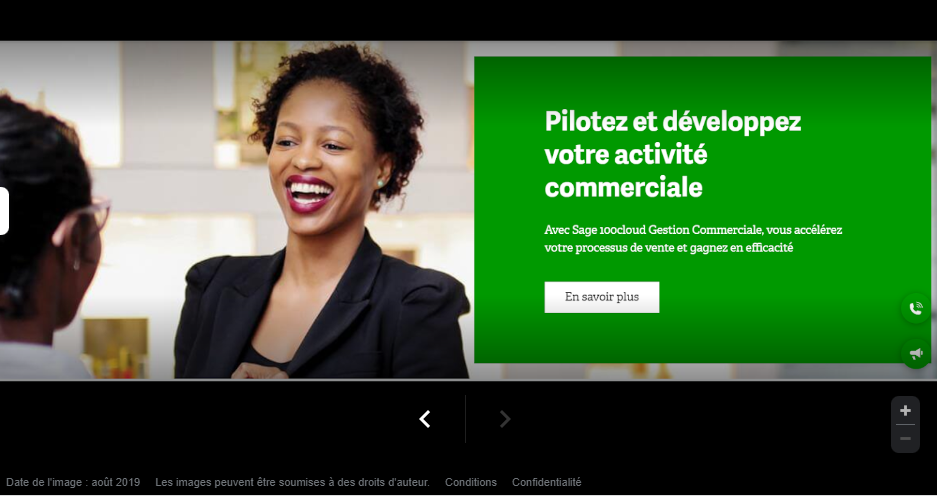 Pilotez et développez
votre activité
commerciale
Avec Sage 100cloud Gestion Commerciale, vous accélérez
votre processus de vente et gagnez en efficacité
En savoir plus
Date de l'image : août 2019 Les images peuvent être soumises à des droits d'auteur. Conditions Confidentialité